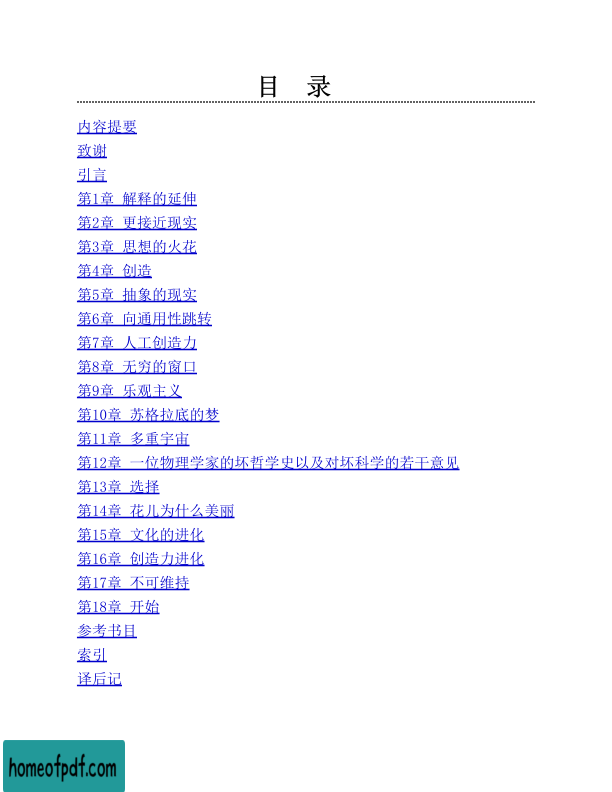 目 录
内容提要
致谢
引言
第1章 解释的延伸
第2章 更接近现实
第3章 思想的火花
第4章 创造
第5章 抽象的现实
第6章 向通用性跳转
第7章 人工创造力
第8章 无穷的窗口
第9章 乐观主义
第10章 苏格拉底的梦
第11章 多重宇宙
第12章 一位物理学家的坏哲学史以及对坏科学的若干意见
第13章 选择
第14章 花儿为什么美丽
第15章 文化的进化
第16章 创造力进化
第17章 不可维持
第18章 开始
参考书目
索引
译后记
homeofpdf.com